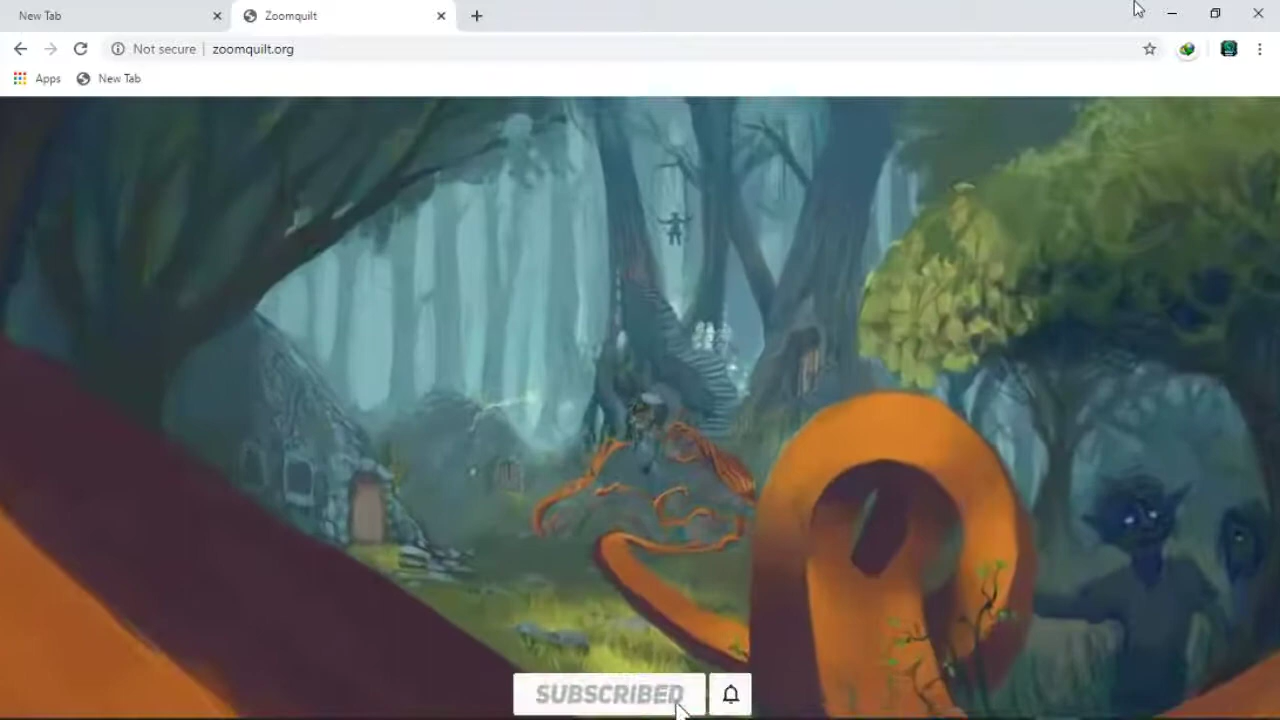 New Tab
Zoomquilt
Not secure
zoomquilt.org
Apps
New Tab
SUBSCRIBED